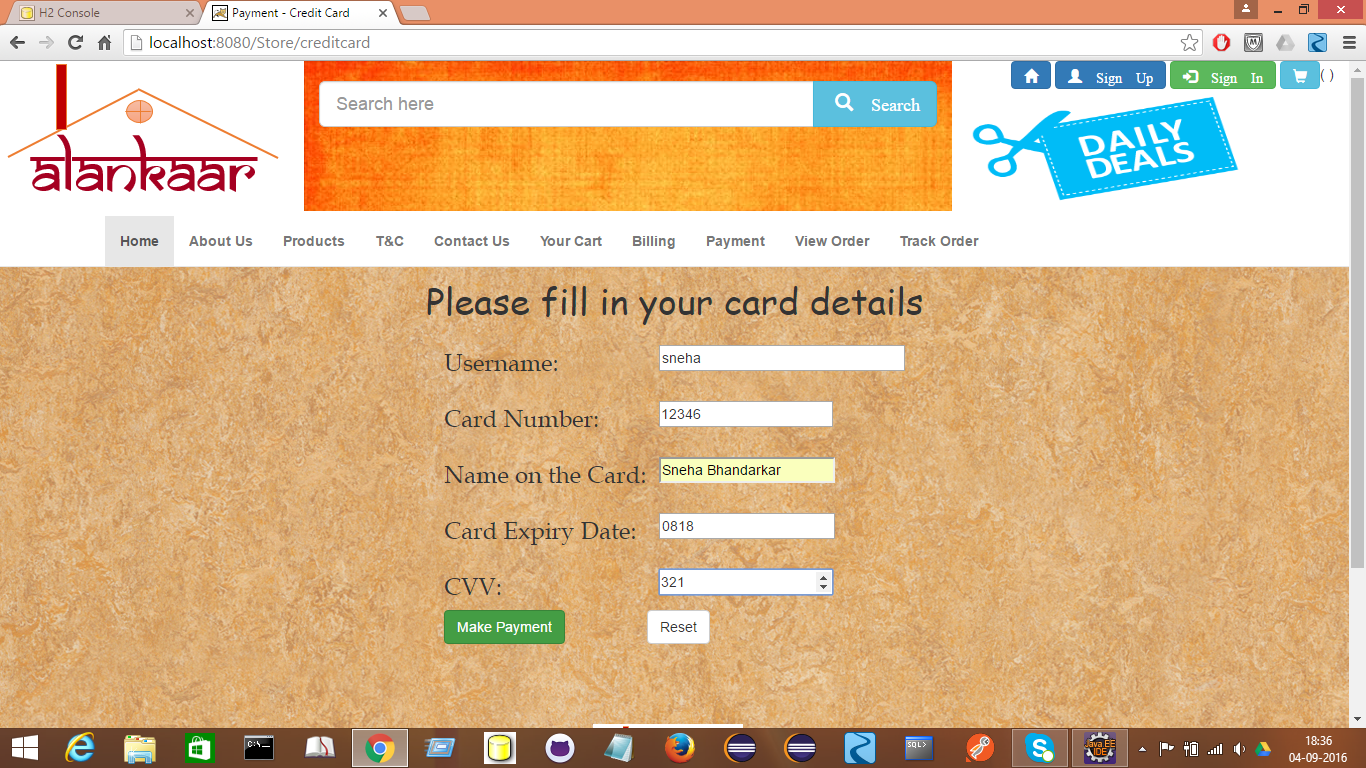 H2 Console
Payment - Credit Card
localhost:8080/Store/creditcard
alankaar
Search here
Search
Sign Up
Sign In
( )
DAILY
DEALS
Home About Us Products T&C Contact Us Your Cart Billing Payment View Order Track Order
Please fill in your card details
Username: sneha
Card Number: 12346
Name on the Card: Sneha Bhandarkar
Card Expiry Date: 0818
CVV: 321
Make Payment Reset
C:\_
SQL>
Java EE
IDE
18:36
04-09-2016